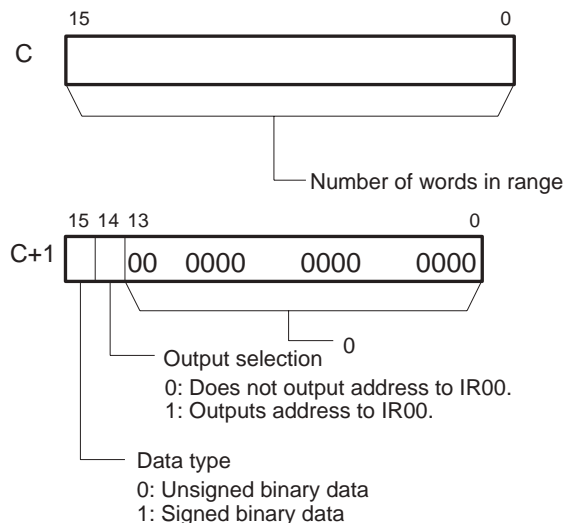 15 0
C
Number of words in range
15 14 13 0
C+1
00 0000 0000 0000
0
Output selection
0: Does not output address to IR00.
1: Outputs address to IR00.
Data type
0: Unsigned binary data
1: Signed binary data